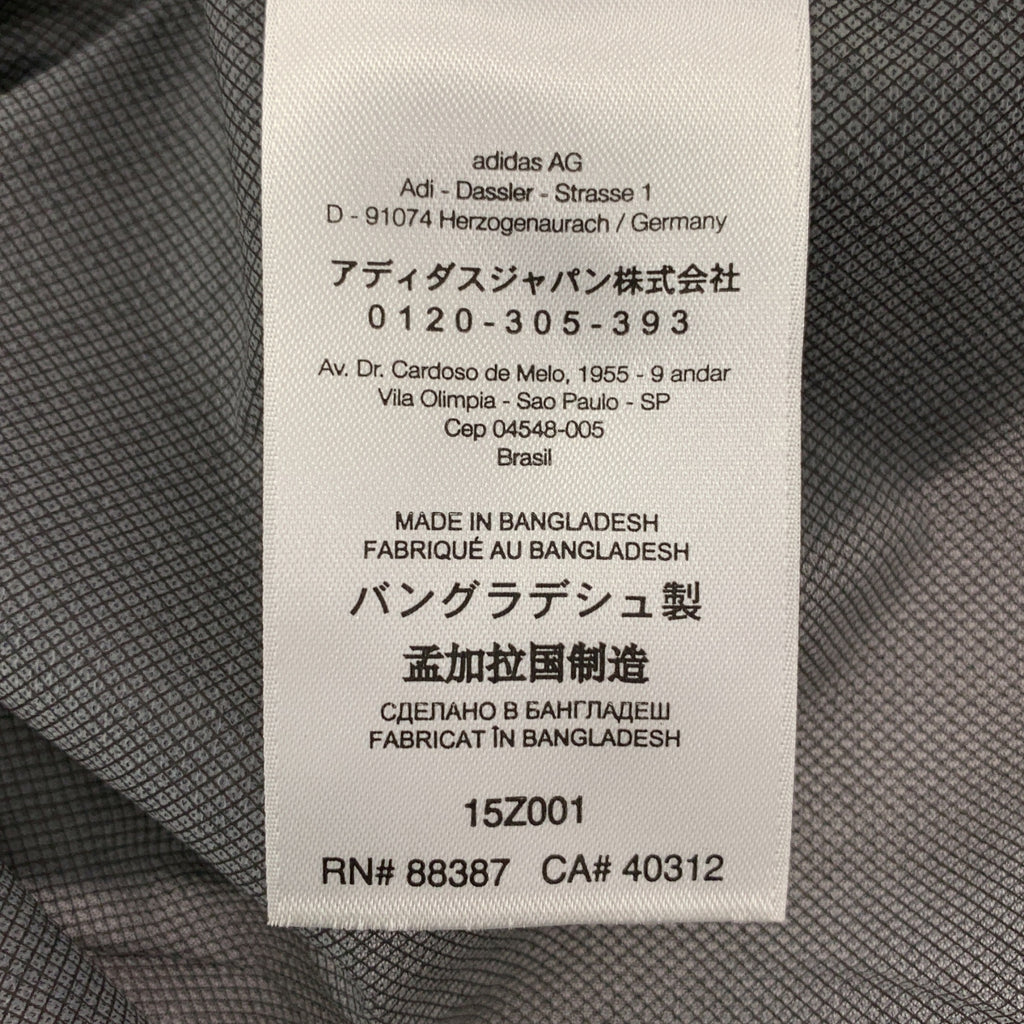 adidas AG
Adi - Dassler - Strasse 1
D - 91074 Herzogenaurach / Germany
アディダスジャパン株式会社
0120-305-393
Av. Dr. Cardoso de Melo, 1955 - 9 andar
Vila Olimpia - Sao Paulo - SP
Cep 04548-005
Brasil
MADE IN BANGLADESH
FABRIQUÉ AU BANGLADESH
バングラデシュ製
孟加拉国制造
СДЕЛАНО В БАНГЛАДЕШ
FABRICAT ÎN BANGLADESH
15Z001
RN# 88387 CA# 40312